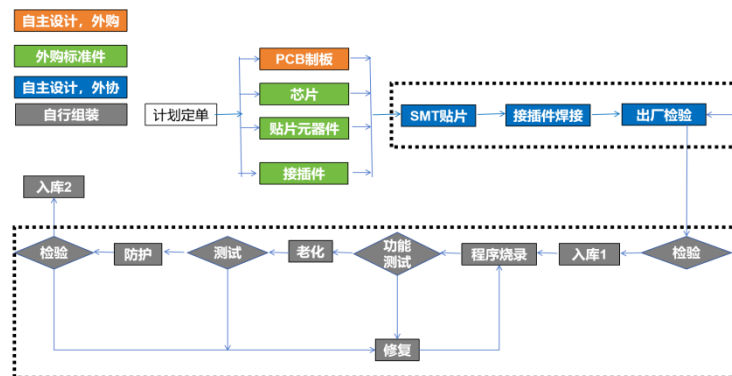 自主设计，外购
外购标准件
自主设计，外协
自行组装
计划定单
PCB制板
芯片
贴片元器件
接插件
SMT贴片
接插件焊接
出厂检验
入库2
检验
防护
测试
老化
功能
测试
程序烧录
入库1
检验
修复